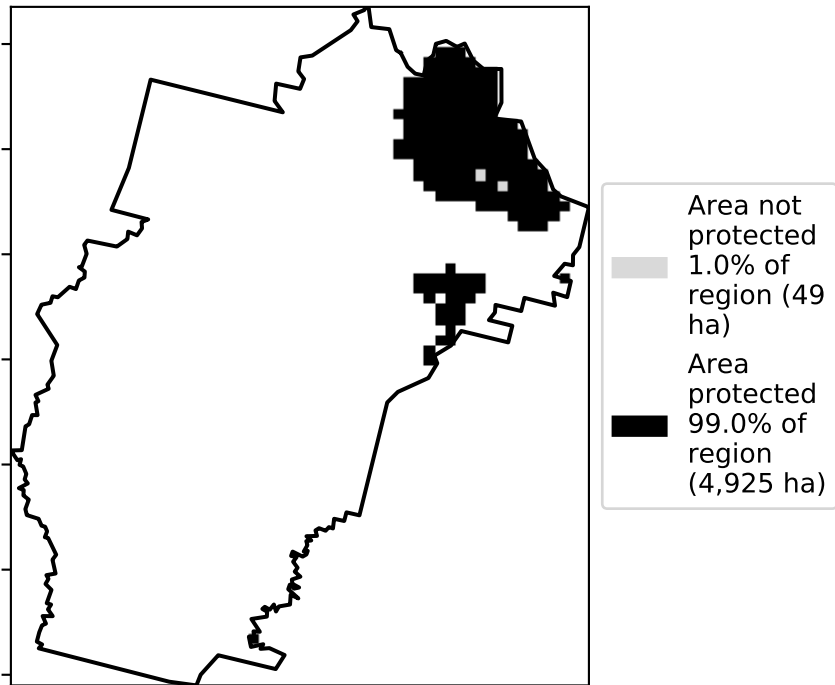 Area not
protected
1.0% of
region (49
ha)
Area
protected
99.0% of
region
(4,925 ha)